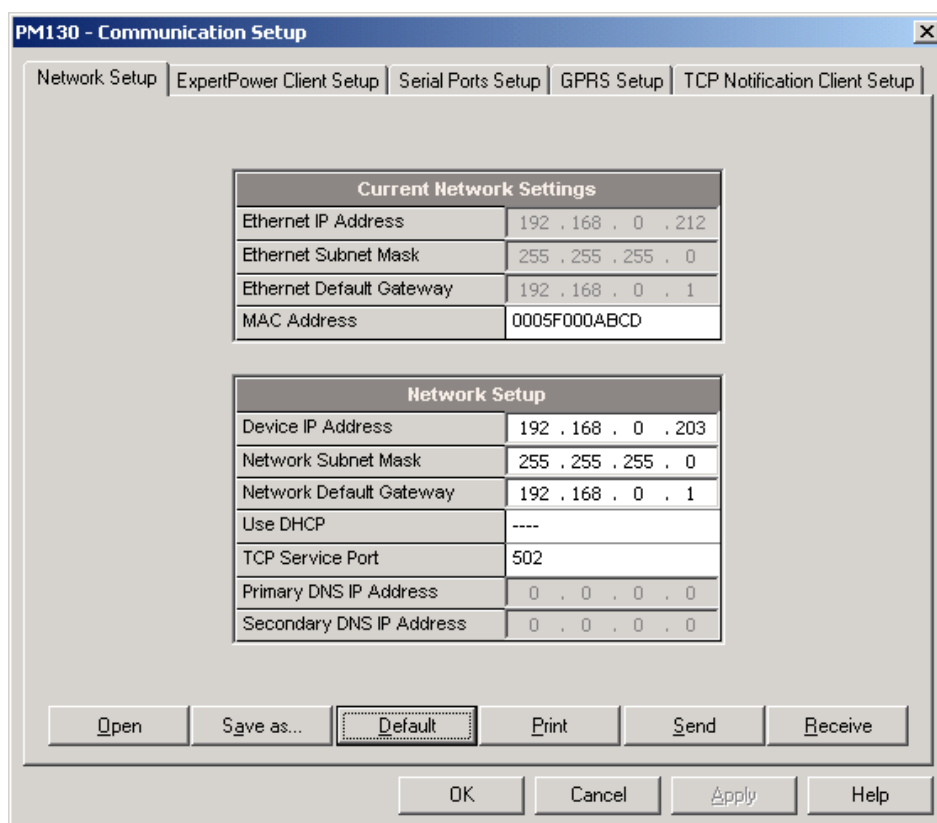 PM130 - Communication Setup
Network Setup ExpertPower Client Setup Serial Ports Setup GPRS Setup TCP Notification Client Setup
Current Network Settings
Ethernet IP Address 192 . 168 . 0 . 212
Ethernet Subnet Mask 255 . 255 . 255 . 0
Ethernet Default Gateway 192 . 168 . 0 . 1
MAC Address 0005F000ABCD
Network Setup
Device IP Address 192 . 168 . 0 . 203
Network Subnet Mask 255 . 255 . 255 . 0
Network Default Gateway 192 . 168 . 0 . 1
Use DHCP ----
TCP Service Port 502
Primary DNS IP Address 0 . 0 . 0 . 0
Secondary DNS IP Address 0 . 0 . 0 . 0
Open Save as... Default Print Send Receive
OK Cancel Apply Help